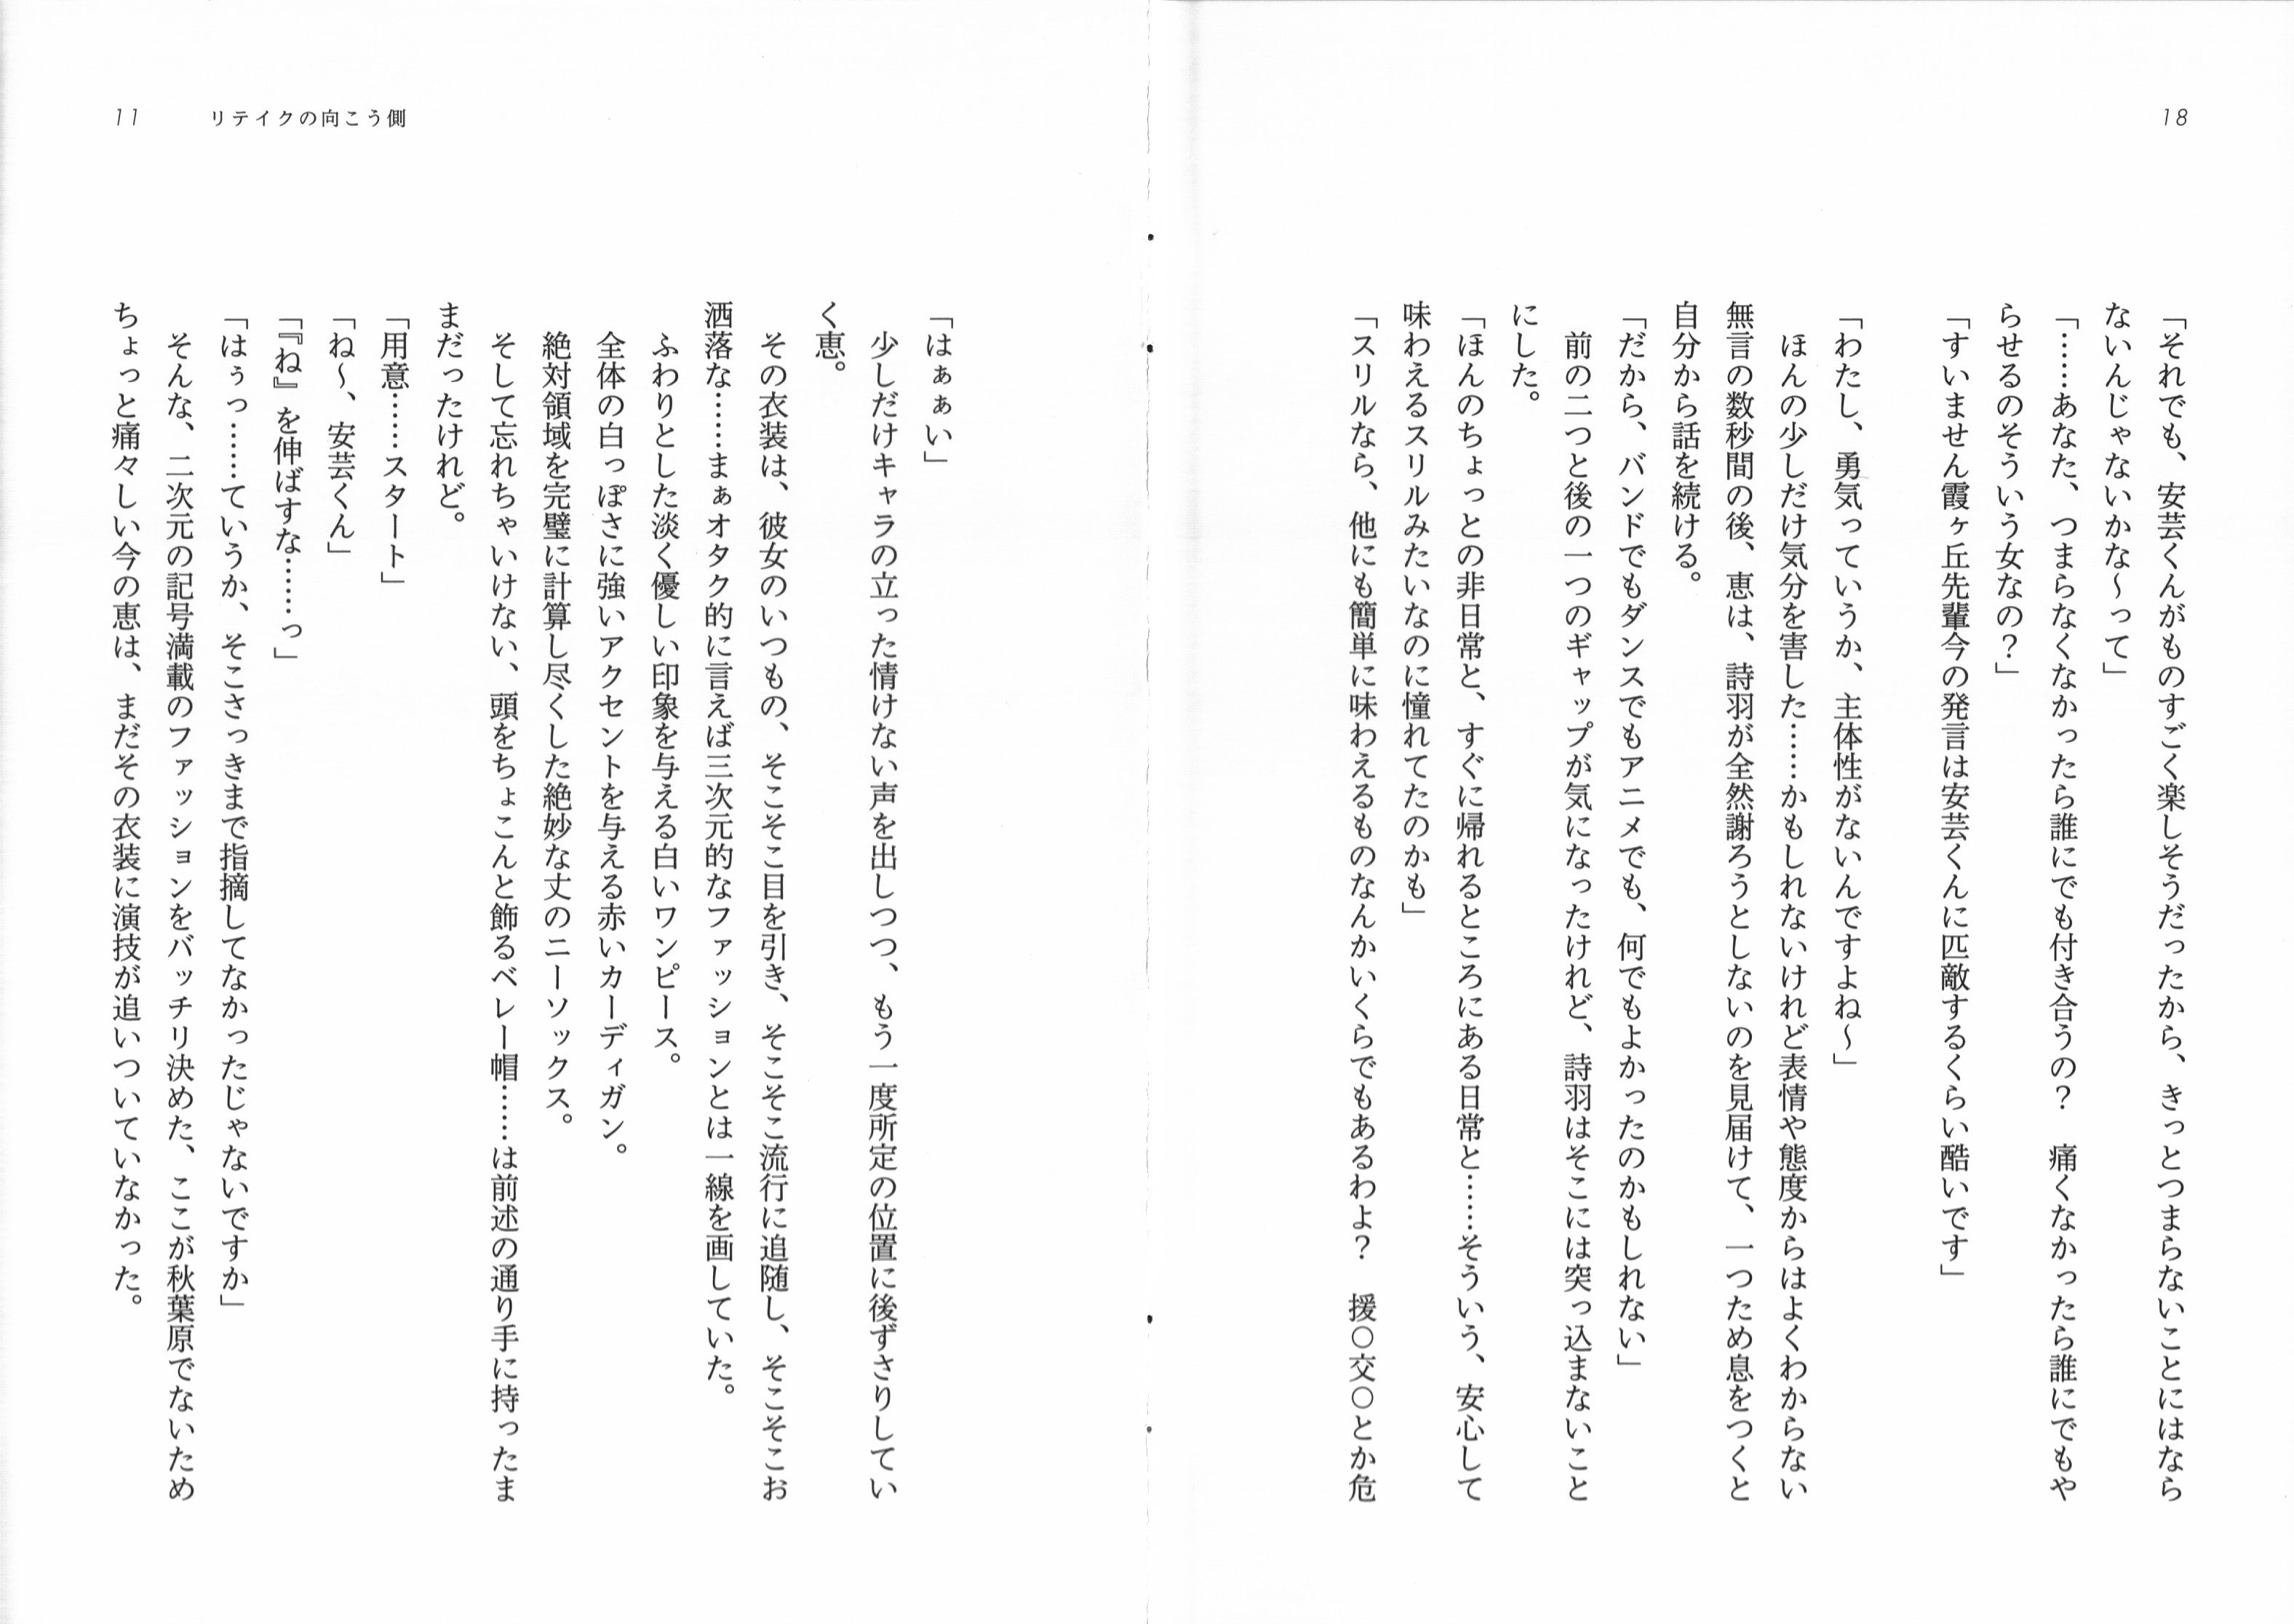 18
「それでも、安芸くんがものすごく楽しそうだったから、きっとつまらないことにはなら
ないんじゃないかな〜って」
「……あなた、つまらなくなかったら誰にでも付き合うの？　痛くなかったら誰にでもや
らせるのそういう女なの？」
「すいません霞ヶ丘先輩今の発言は安芸くんに匹敵するくらい酷いです」
「わたし、勇気っていうか、主体性がないんですよね〜」
　ほんの少しだけ気分を害した……かもしれないけれど表情や態度からはよくわからない
無言の数秒間の後、恵は、詩羽が全然謝ろうとしないのを見届けて、一つため息をつくと
自分から話を続ける。
「だから、バンドでもダンスでもアニメでも、何でもよかったのかもしれない」
　前の二つと後の一つのギャップが気になったけれど、詩羽はそこには突っ込まないこと
にした。
「ほんのちょっとの非日常と、すぐに帰れるところにある日常と……そういう、安心して
味わえるスリルみたいなのに憧れてたのかも」
「スリルなら、他にも簡単に味わえるものなんかいくらでもあるわよ？　援○交○とか危
11
リテイクの向こう側
「はぁぁい」
　少しだけキャラの立った情けない声を出しつつ、もう一度所定の位置に後ずさりしてい
く恵。
　その衣装は、彼女のいつもの、そこそこ目を引き、そこそこ流行に追随し、そこそこお
洒落な……まぁオタク的に言えば三次元的なファッションとは一線を画していた。
　ふわりとした淡く優しい印象を与える白いワンピース。
　全体の白っぽさに強いアクセントを与える赤いカーディガン。
　絶対領域を完璧に計算し尽くした絶妙な丈のニーソックス。
　そして忘れちゃいけない、頭をちょこんと飾るベレー帽……は前述の通り手に持ったま
まだったけれど。
「用意……スタート」
「ね〜、安芸くん」
「『ね』を伸ばすな……っ」
「はぅっ……ていうか、そこさっきまで指摘してなかったじゃないですか」
　そんな、二次元の記号満載のファッションをバッチリ決めた、ここが秋葉原でないため
ちょっと痛々しい今の恵は、まだその衣装に演技が追いついていなかった。